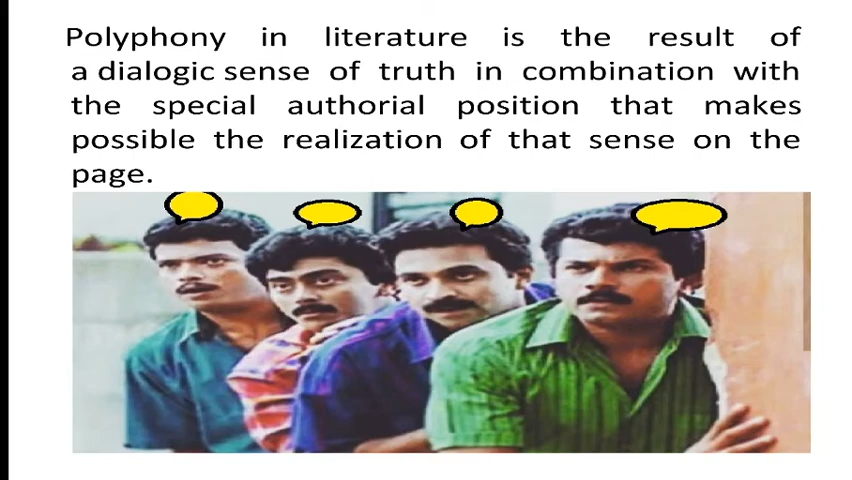 Polyphony in literature is the result of
a dialogic sense of truth in combination with
the special authorial position that makes
possible the realization of that sense on the
page.